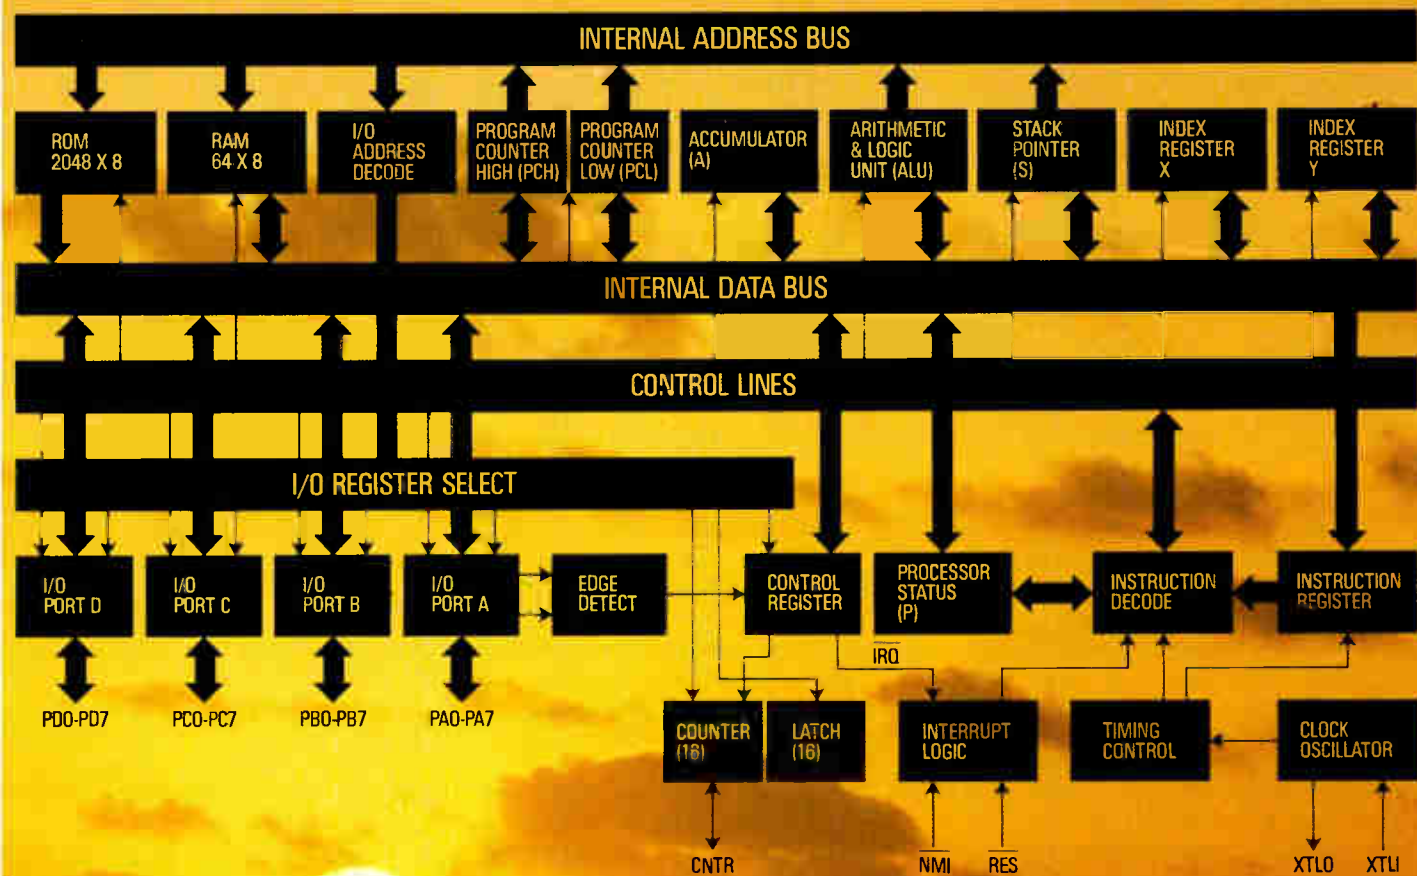 INTERNAL ADDRESS BUS
ROM
2048 X 8
RAM
64 X 8
I/O
ADDRESS
DECODE
PROGRAM
COUNTER
HIGH (PCH)
PROGRAM
COUNTER
LOW (PCL)
ACCUMULATOR
(A)
ARITHMETIC
& LOGIC
UNIT (ALU)
STACK
POINTER
(S)
INDEX
REGISTER
X
INDEX
REGISTER
Y
INTERNAL DATA BUS
CONTROL LINES
I/O REGISTER SELECT
I/O
PORT D
I/O
PORT C
I/O
PORT B
I/O
PORT A
EDGE
DETECT
CONTROL
REGISTER
PROCESSOR
STATUS
(P)
INSTRUCTION
DECODE
INSTRUCTION
REGISTER
IRQ
PD0-PD7
PC0-PC7
PB0-PB7
PA0-PA7
COUNTER
(16)
LATCH
(16)
INTERRUPT
LOGIC
TIMING
CONTROL
CLOCK
OSCILLATOR
CNTR
NMI
RES
XTLO
XTLI